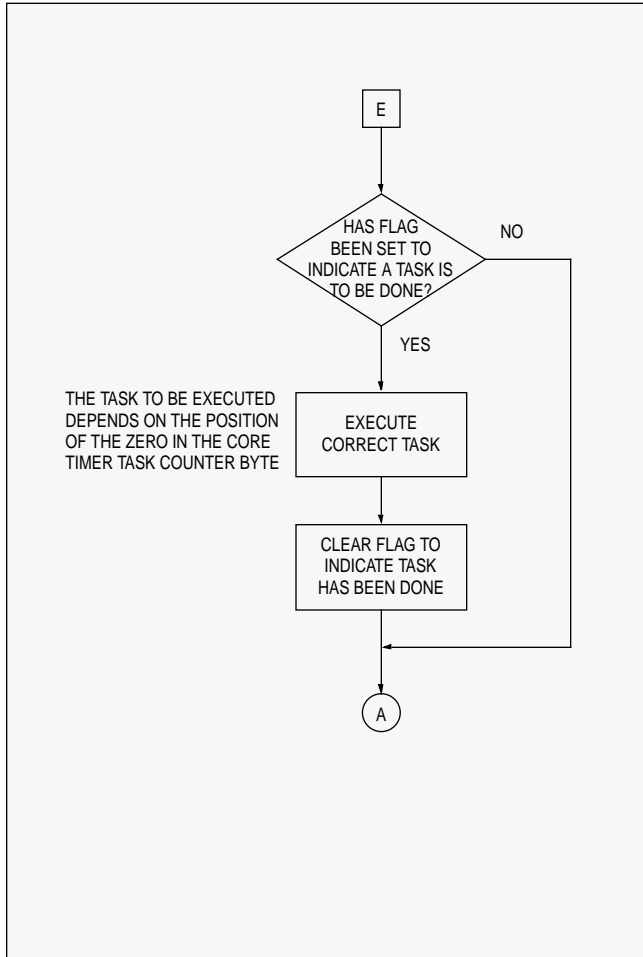 E
HAS FLAG
BEEN SET TO
INDICATE A TASK IS
TO BE DONE?
NO
YES
THE TASK TO BE EXECUTED
DEPENDS ON THE POSITION
OF THE ZERO IN THE CORE
TIMER TASK COUNTER BYTE
EXECUTE
CORRECT TASK
CLEAR FLAG TO
INDICATE TASK
HAS BEEN DONE
A